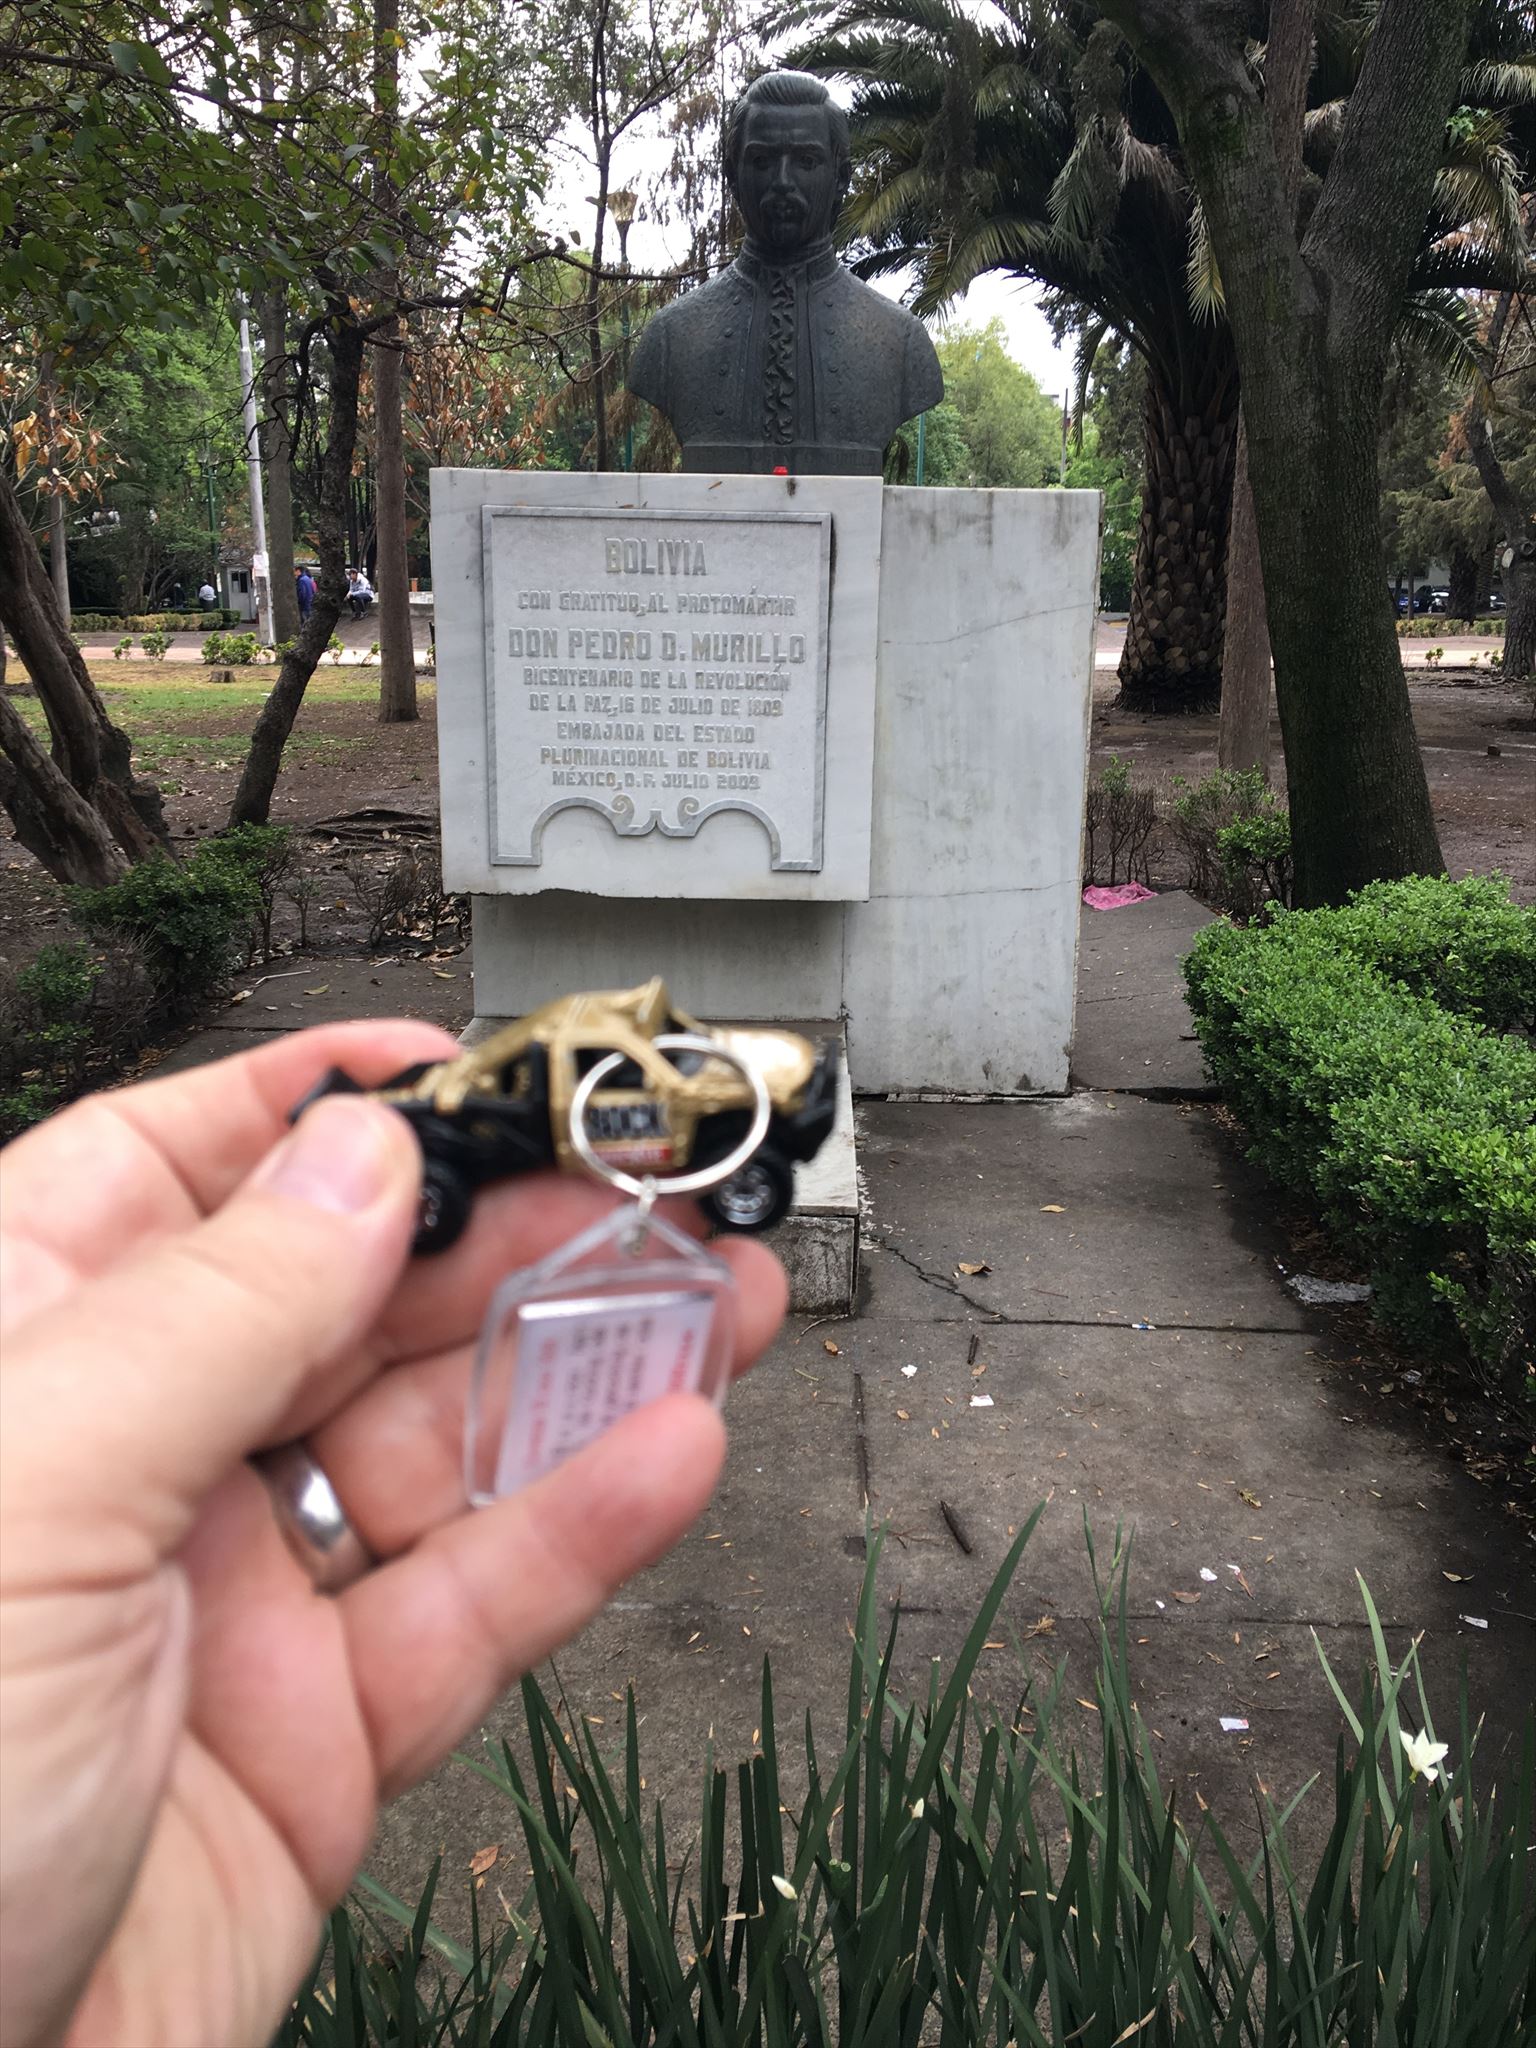 BOLIVIA
CON GRATITUD, AL PROTOMÁRTIR
DON PEDRO D. MURILLO
BICENTENARIO DE LA REVOLUCIÓN
DE LA PAZ, 16 DE JULIO DE 1809
EMBAJADA DEL ESTADO
PLURINACIONAL DE BOLIVIA
MÉXICO, D.F. JULIO 2009